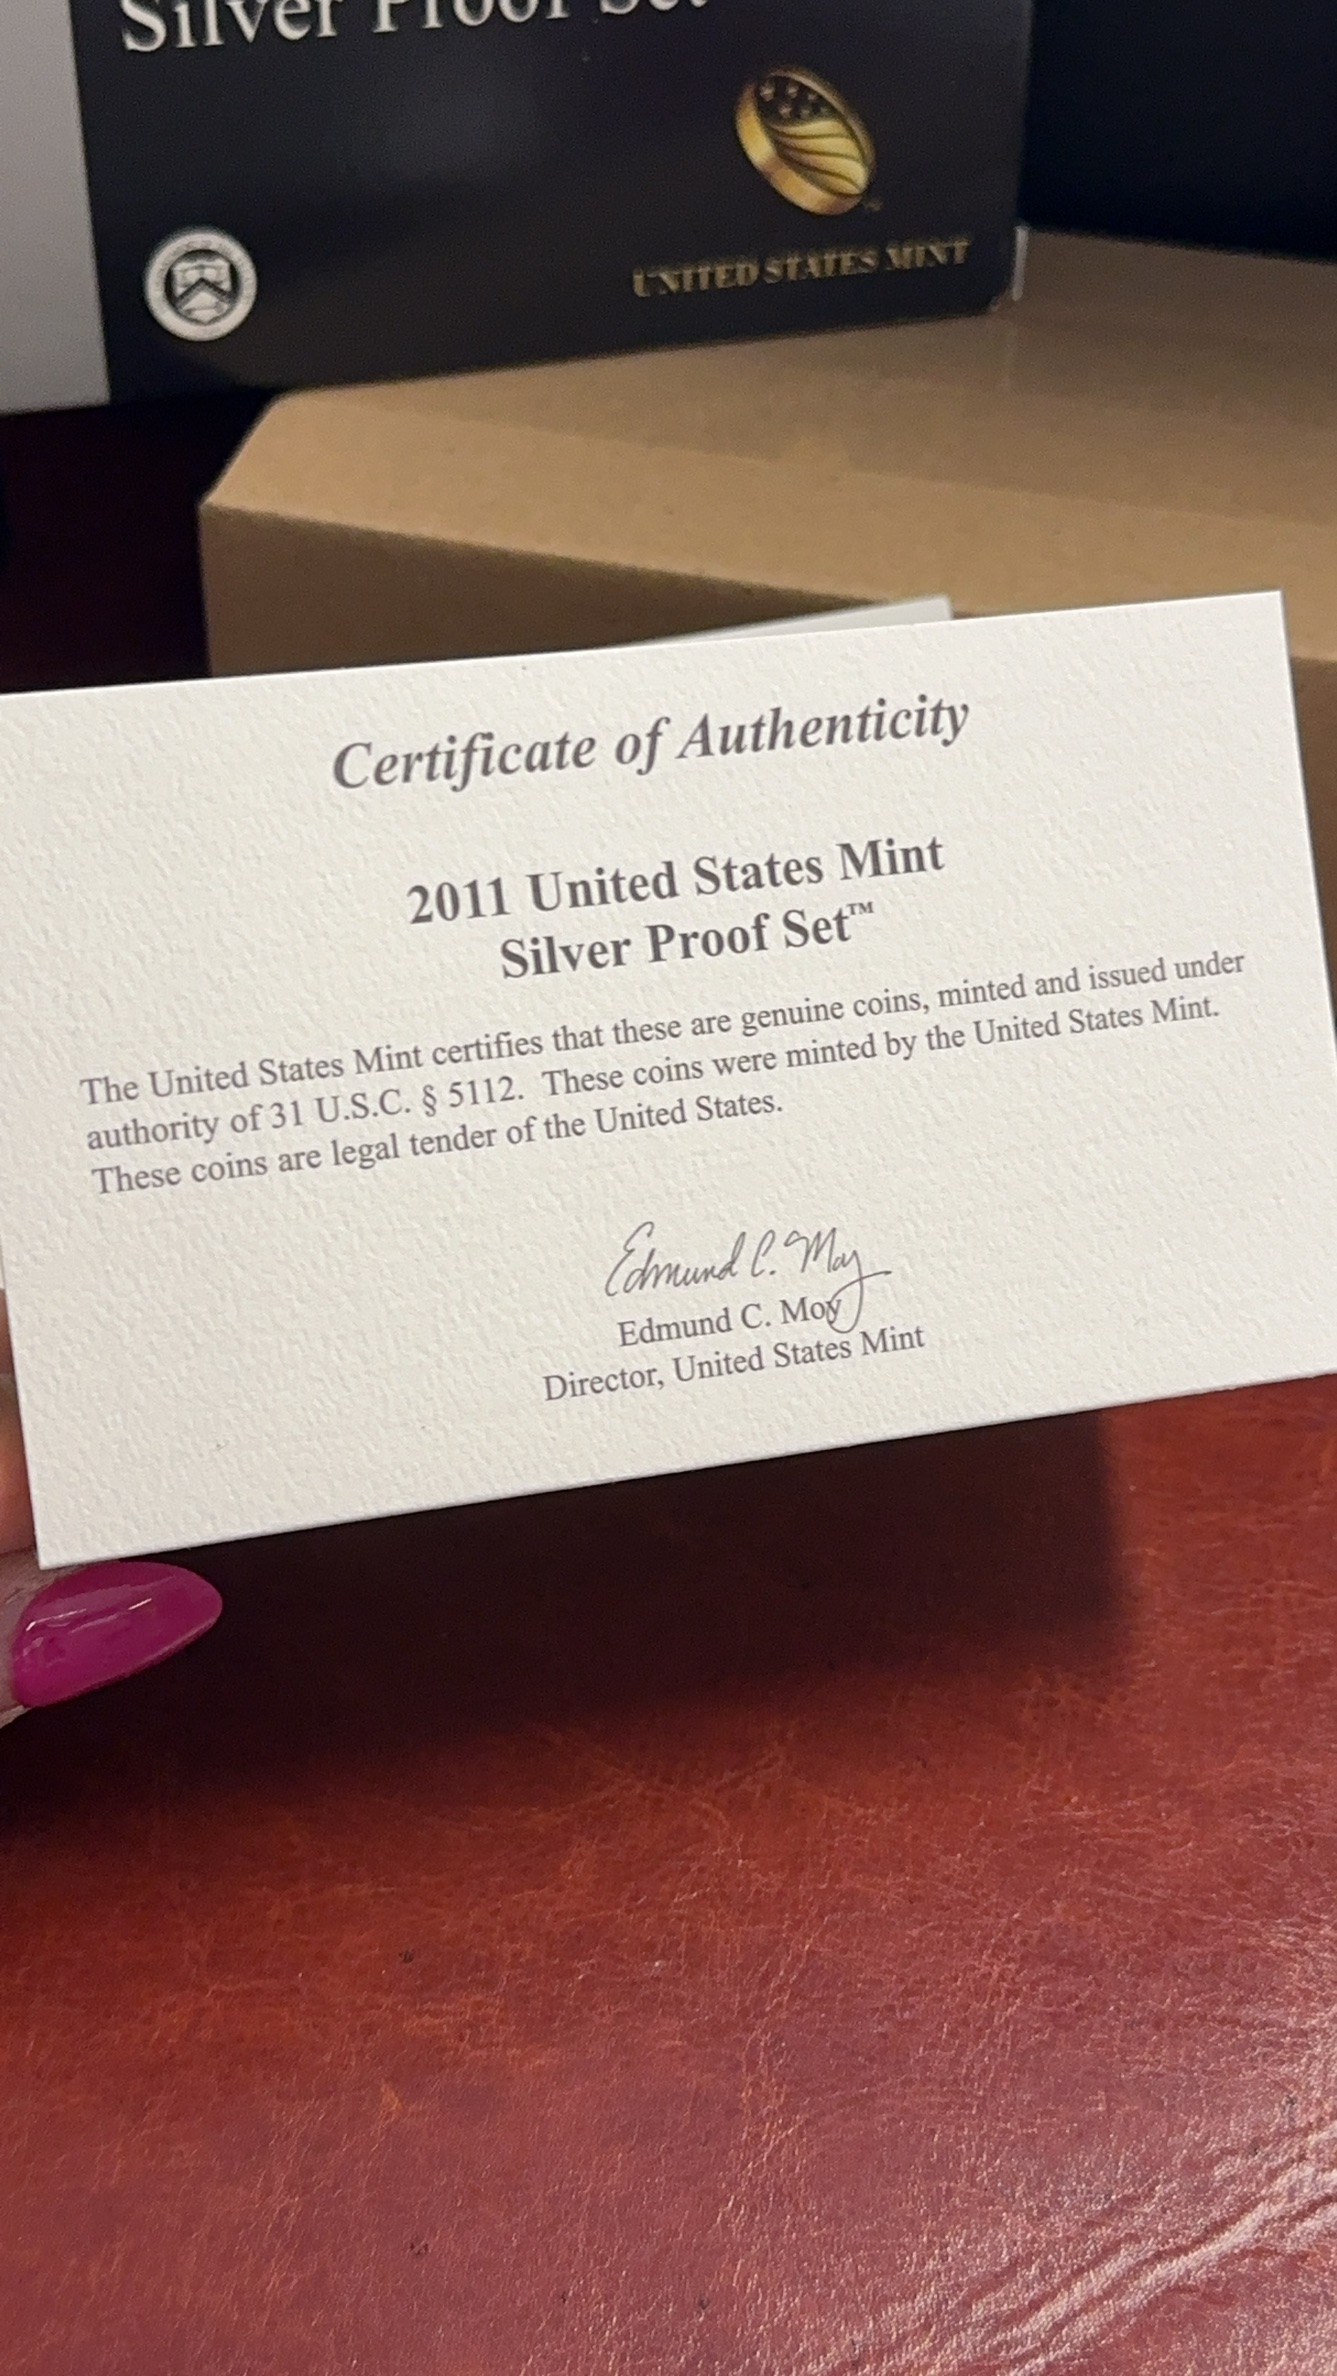 Silver Proof Set
UNITED STATES MINT
Certificate of Authenticity
2011 United States Mint
Silver Proof Set™
The United States Mint certifies that these are genuine coins, minted and issued under
authority of 31 U.S.C. § 5112. These coins were minted by the United States Mint.
These coins are legal tender of the United States.
Edmund C. Moy
Edmund C. Moy
Director, United States Mint